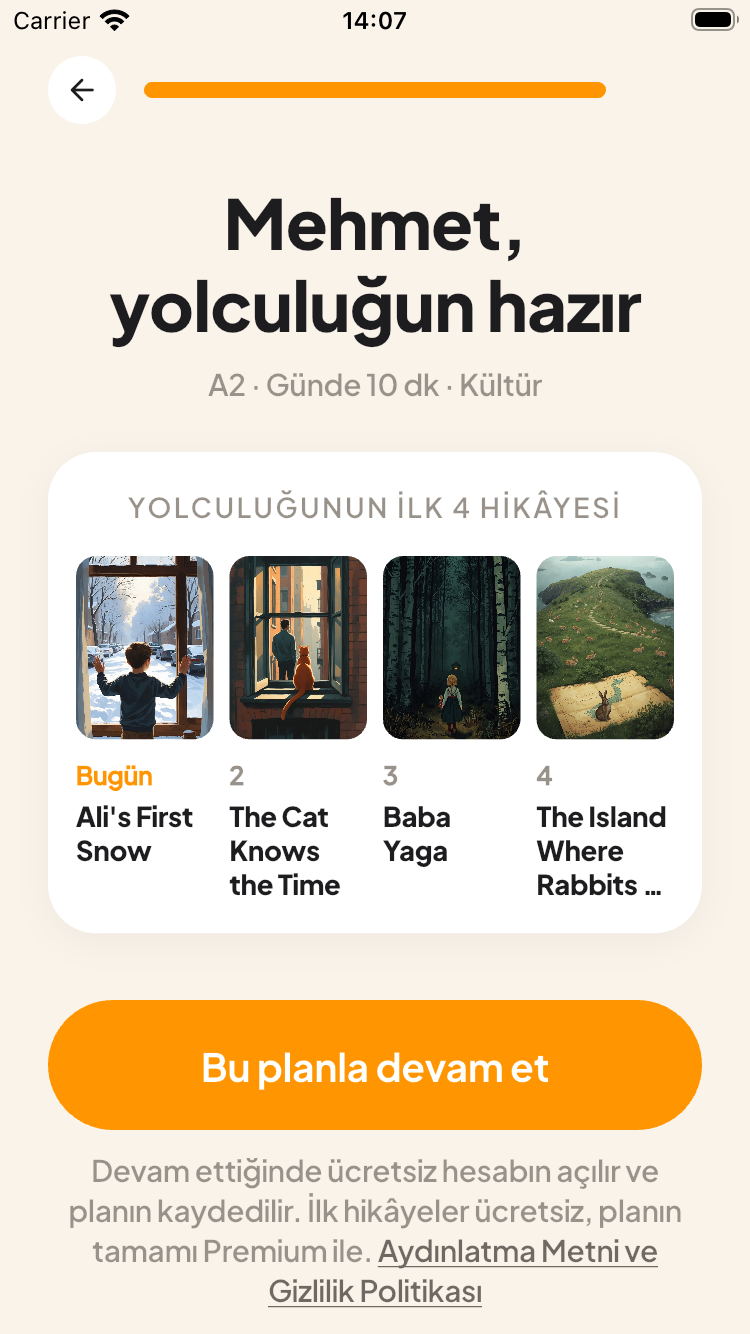 Carrier
14:07
Mehmet,
yolculuğun hazır
A2 · Günde 10 dk · Kültür
YOLCULUĞUNUN İLK 4 HİKÂYESİ
Bugün
Ali's First
Snow
2
The Cat
Knows
the Time
3
Baba
Yaga
4
The Island
Where
Rabbits ...
Bu planla devam et
Devam ettiğinde ücretsiz hesabın açılır ve
planın kaydedilir. İlk hikâyeler ücretsiz, planın
tamamı Premium ile. Aydınlatma Metni ve
Gizlilik Politikası